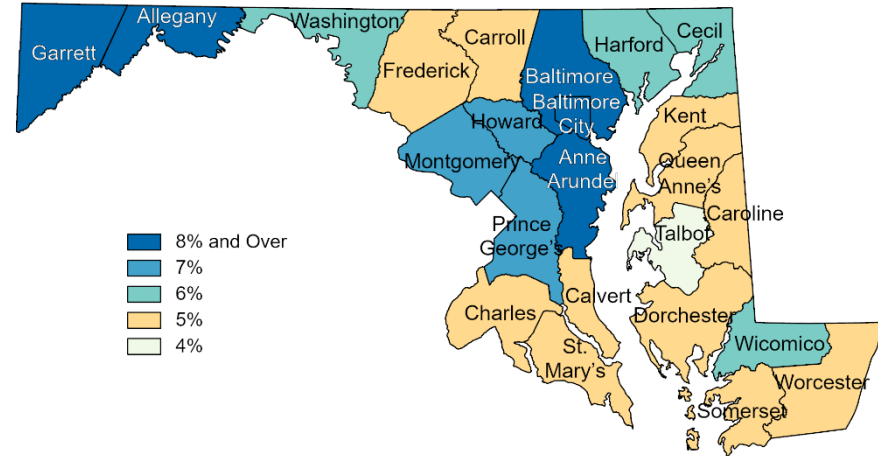 Garrett
Allegany
Washington
Frederick
Carroll
Baltimore
Baltimore
City
Harford
Cecil
Howard
Montgomery
Anne
Arundel
Prince
George's
Kent
Queen
Anne's
Caroline
Talbot
Charles
Calvert
St.
Mary's
Dorchester
Wicomico
Worcester
Somerset
8% and Over
7%
6%
5%
4%